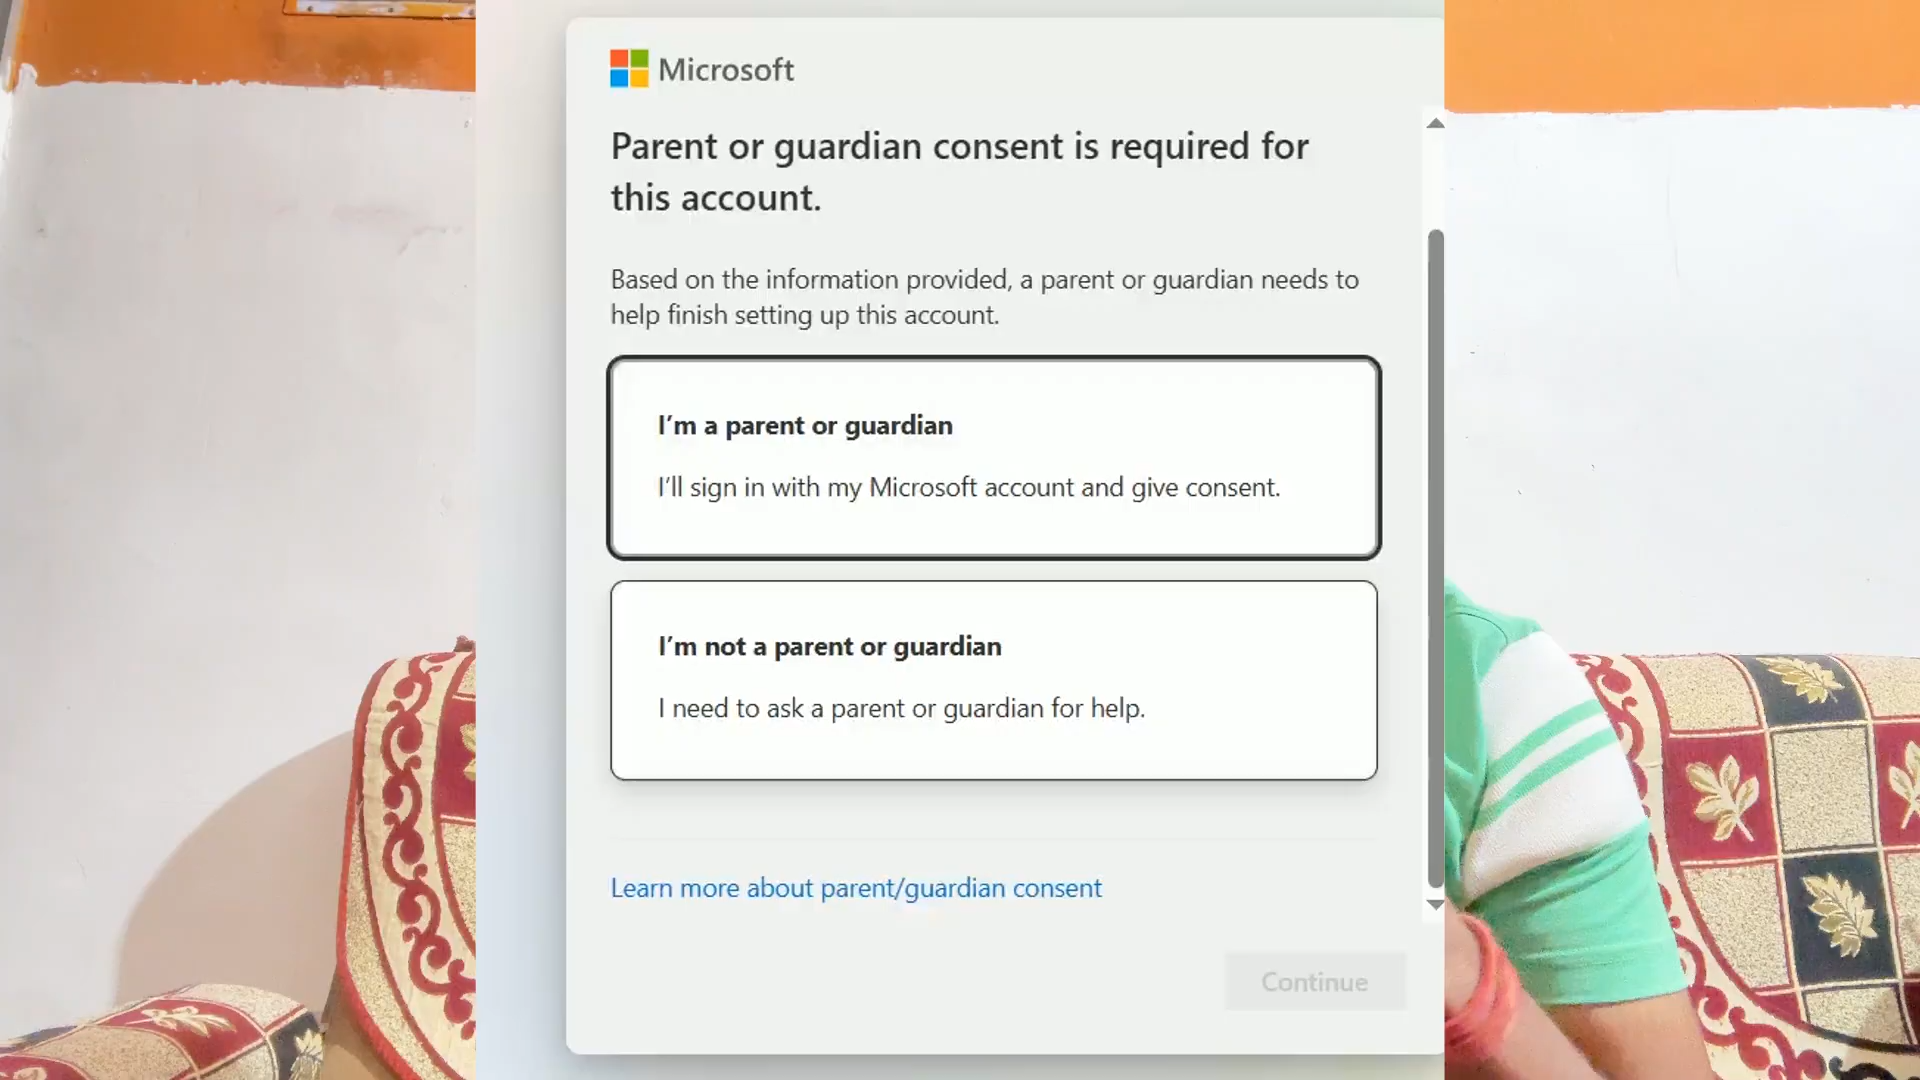 Microsoft
Parent or guardian consent is required for
this account.
Based on the information provided, a parent or guardian needs to
help finish setting up this account.
I’m a parent or guardian
I’ll sign in with my Microsoft account and give consent.
I’m not a parent or guardian
I need to ask a parent or guardian for help.
Learn more about parent/guardian consent
Continue